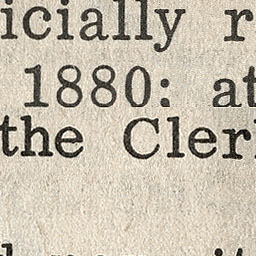 icially r
1880: at
the Cler